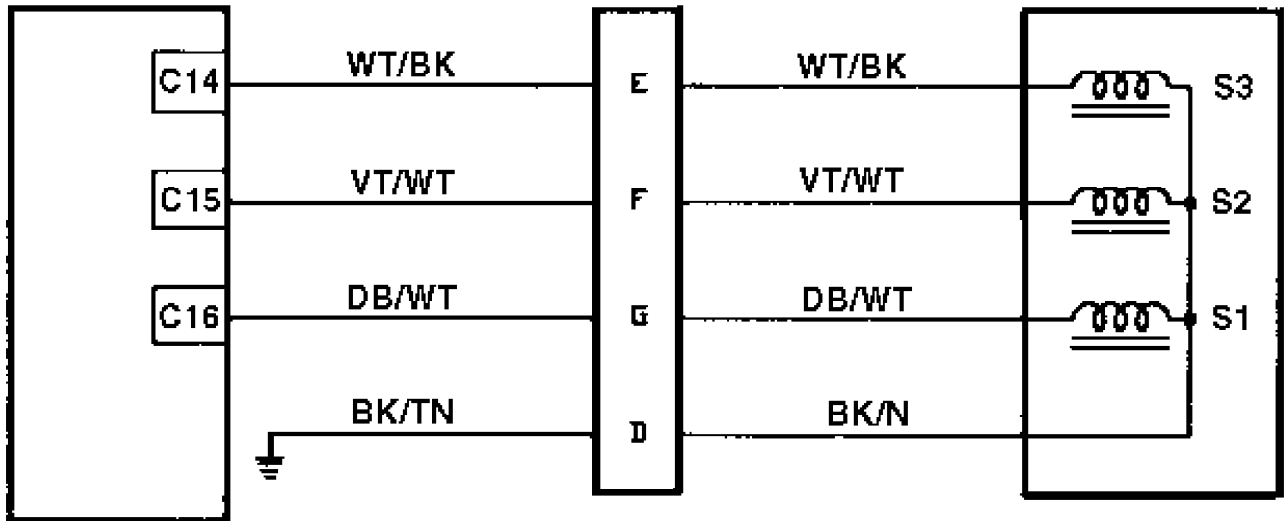 C14 WT/BK E WT/BK S3
C15 VT/WT F VT/WT S2
C16 DB/WT G DB/WT S1
BK/TN D BK/N